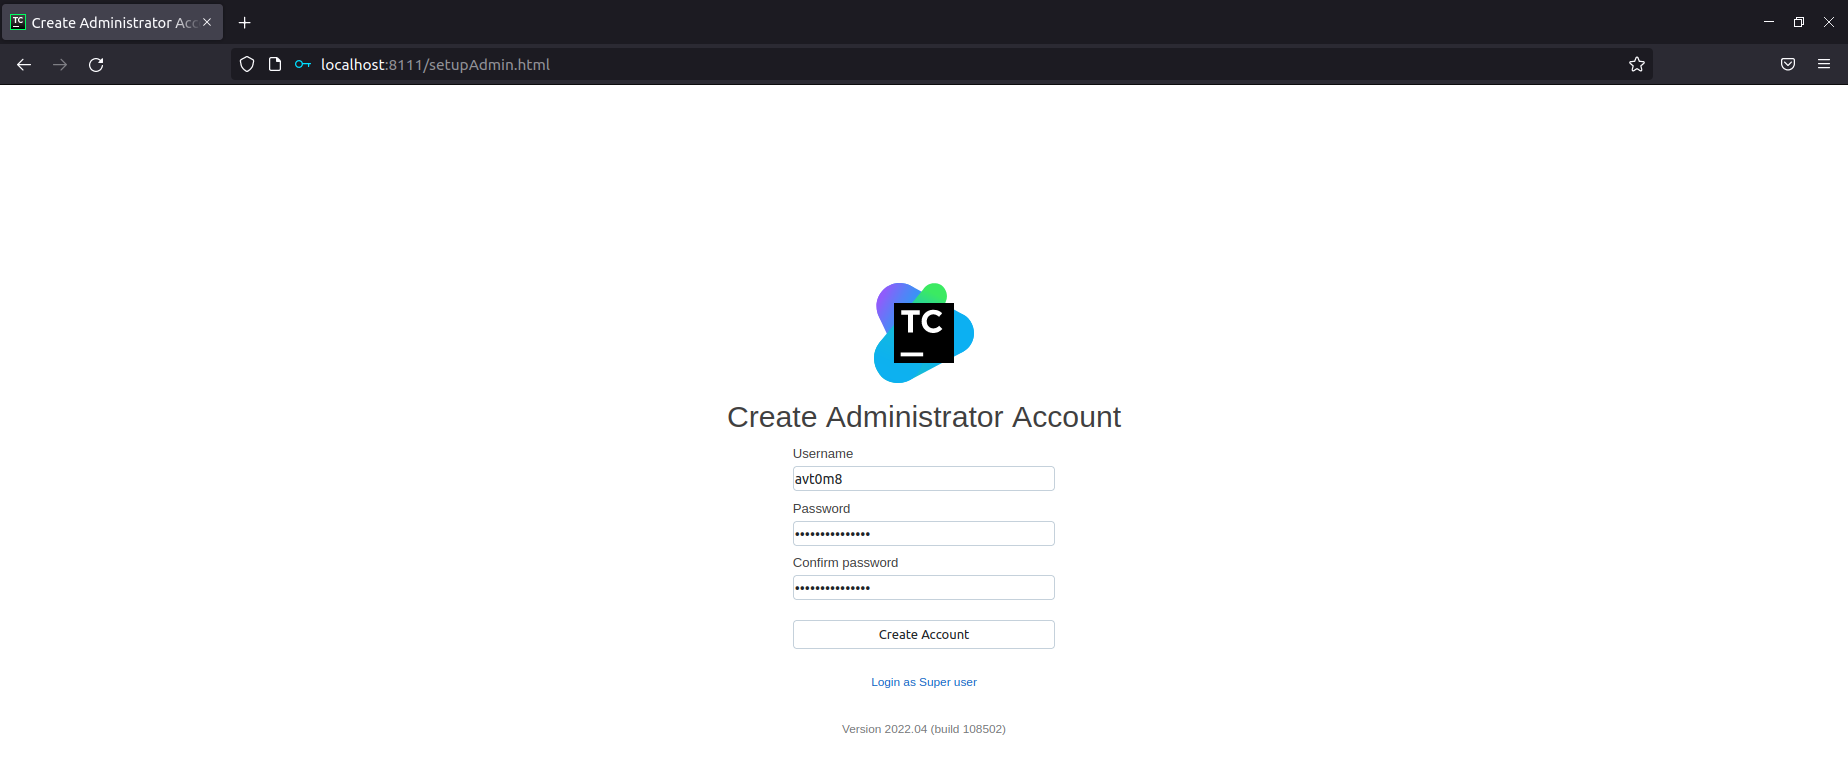 TC
Create Administrator Acc
localhost:8111/setupAdmin.html
TC
Create Administrator Account
Username
avt0m8
Password
•••••••••••••••
Confirm password
•••••••••••••••
Create Account
Login as Super user
Version 2022.04 (build 108502)